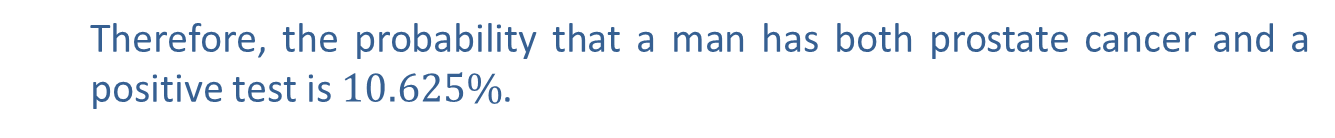 Therefore, the probability that a man has both prostate cancer and a
positive test is 10.625%.